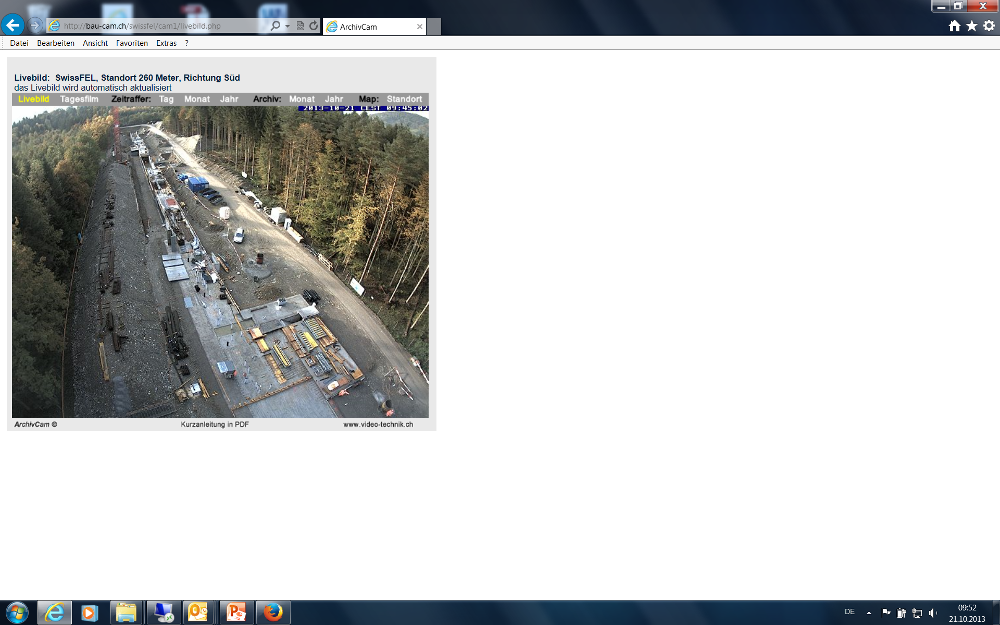 http://bau-cam.ch/swissfel/cam1/livebild.php
ArchivCam
Datei Bearbeiten Ansicht Favoriten Extras ?
Livebild: SwissFEL, Standort 260 Meter, Richtung Süd
das Livebild wird automatisch aktualisiert
Livebild Tagesfilm Zeitraffer: Tag Monat Jahr Archiv: Monat Jahr Map: Standort
2013-10-21 CEST 09:45:02
ArchivCam © Kurzanleitung in PDF www.video-technik.ch
DE
09:52
21.10.2013